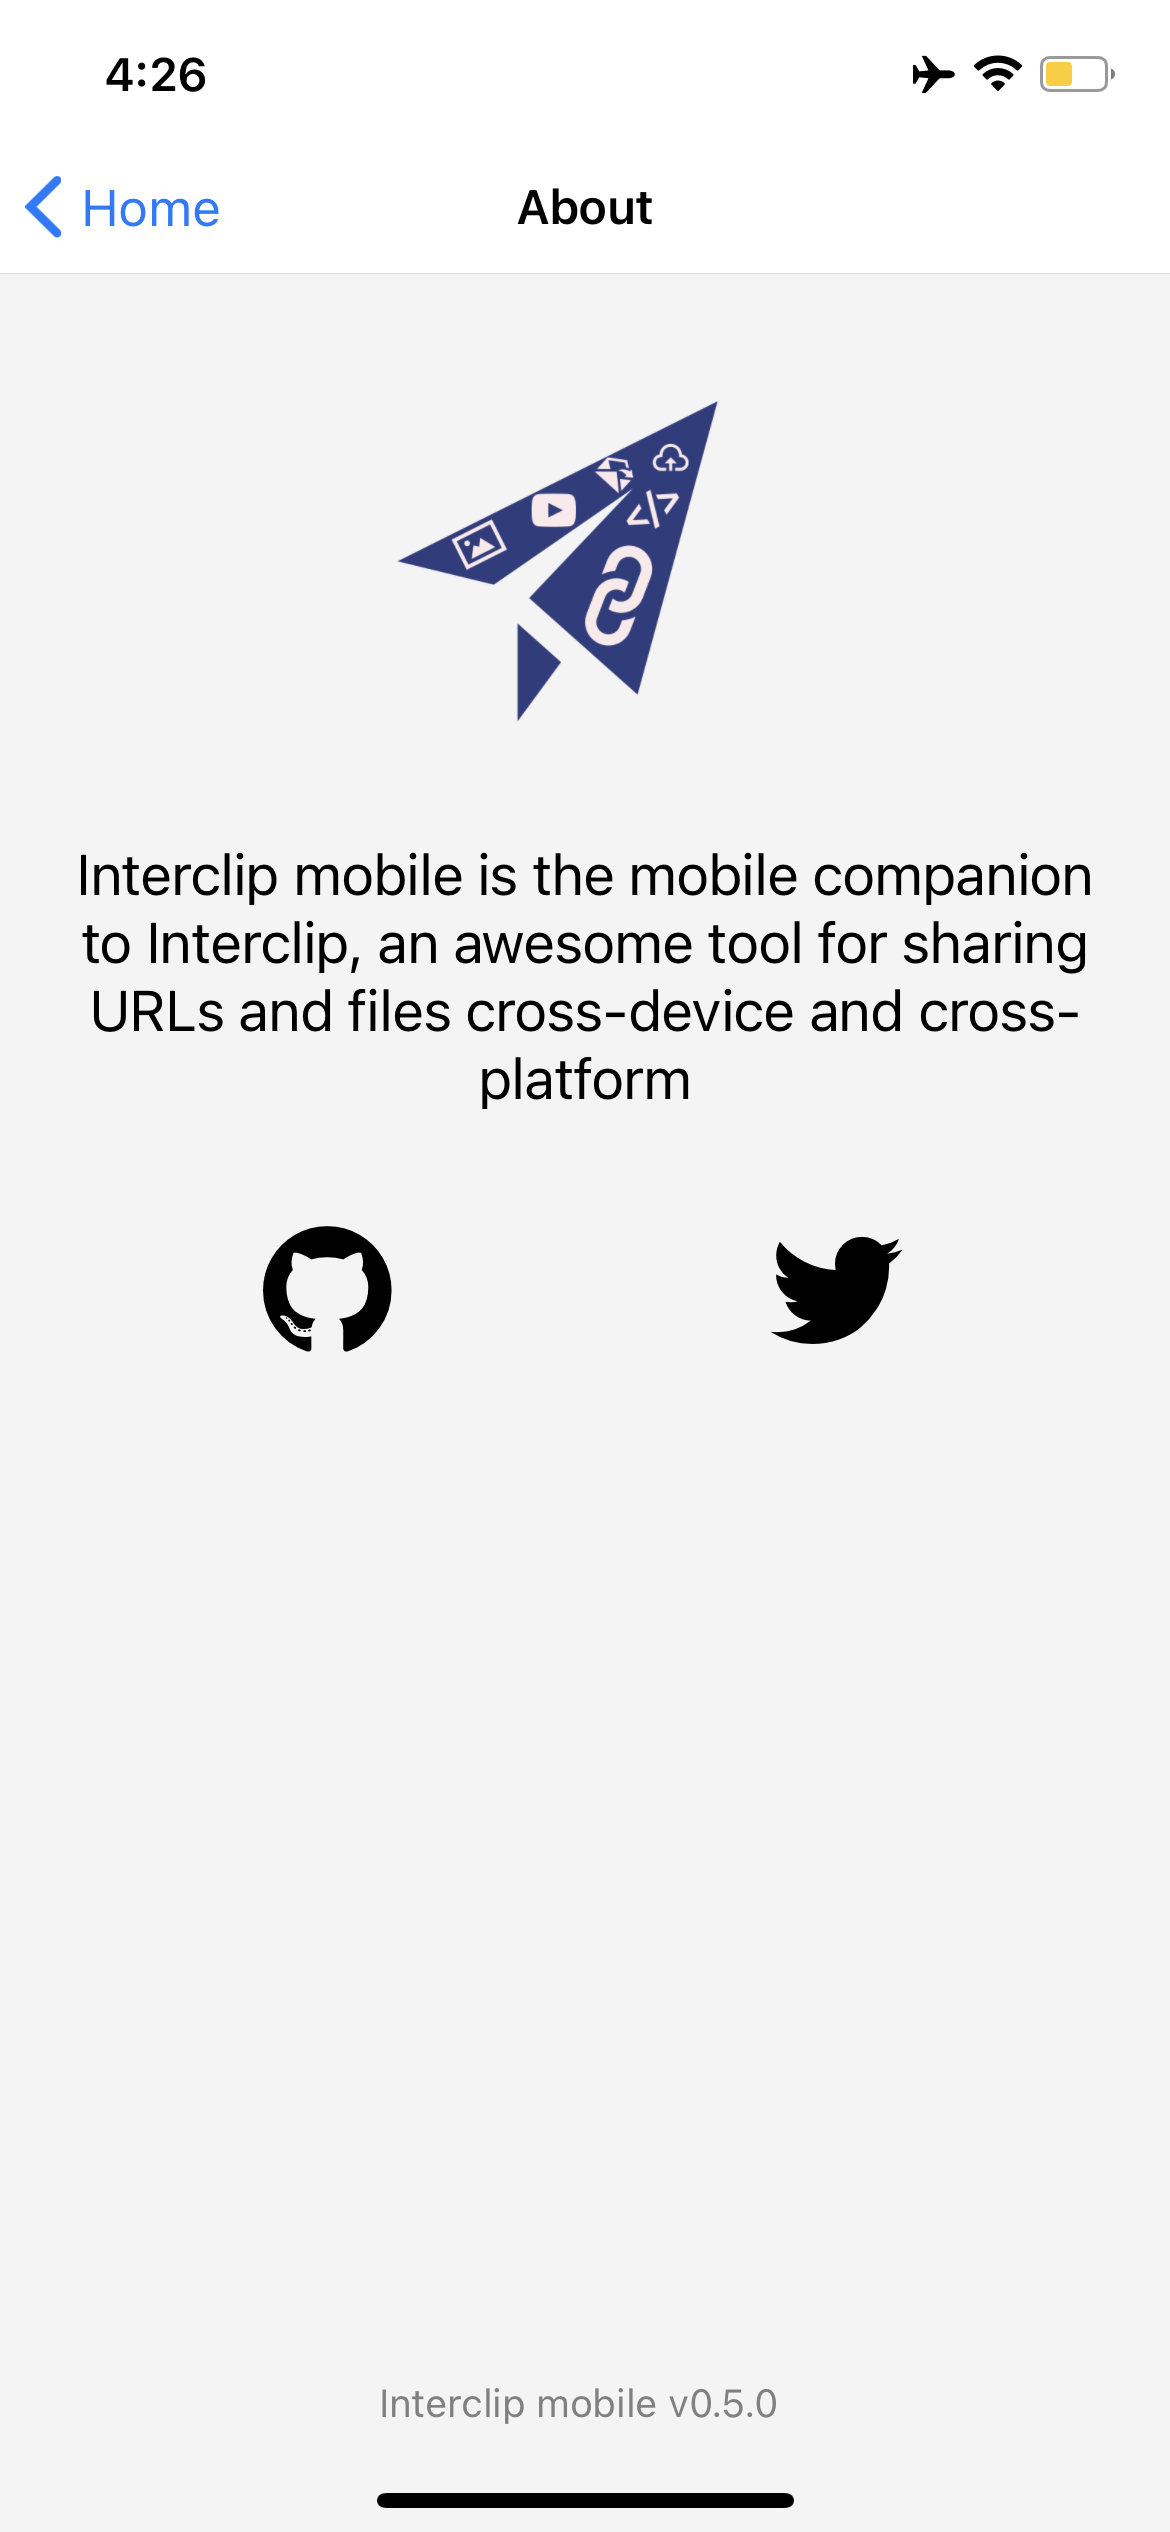 4:26
Home
About
Interclip mobile is the mobile companion
to Interclip, an awesome tool for sharing
URLs and files cross-device and cross-
platform
Interclip mobile v0.5.0